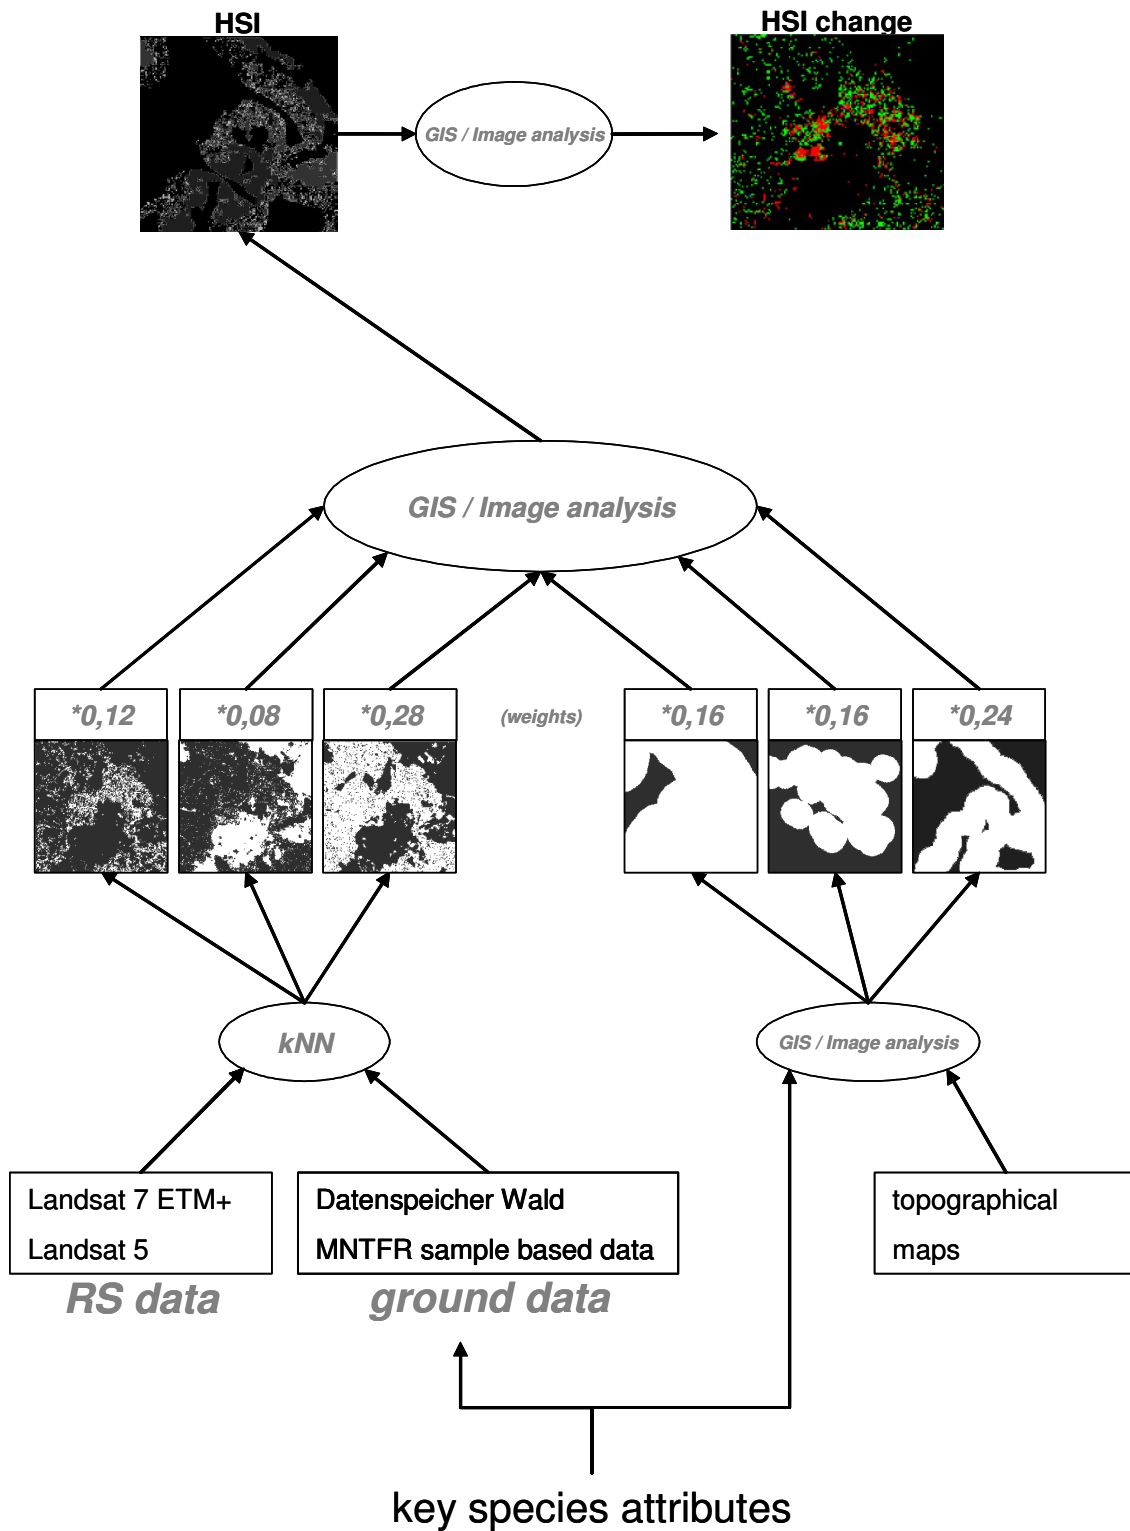 HSI
HSI change
GIS / Image analysis
GIS / Image analysis
*0,12
*0,08
*0,28
(weights)
*0,16
*0,16
*0,24
kNN
GIS / Image analysis
Landsat 7 ETM+
Landsat 5
Datenspeicher Wald
MNTFR sample based data
topographical
maps
RS data
ground data
key species attributes